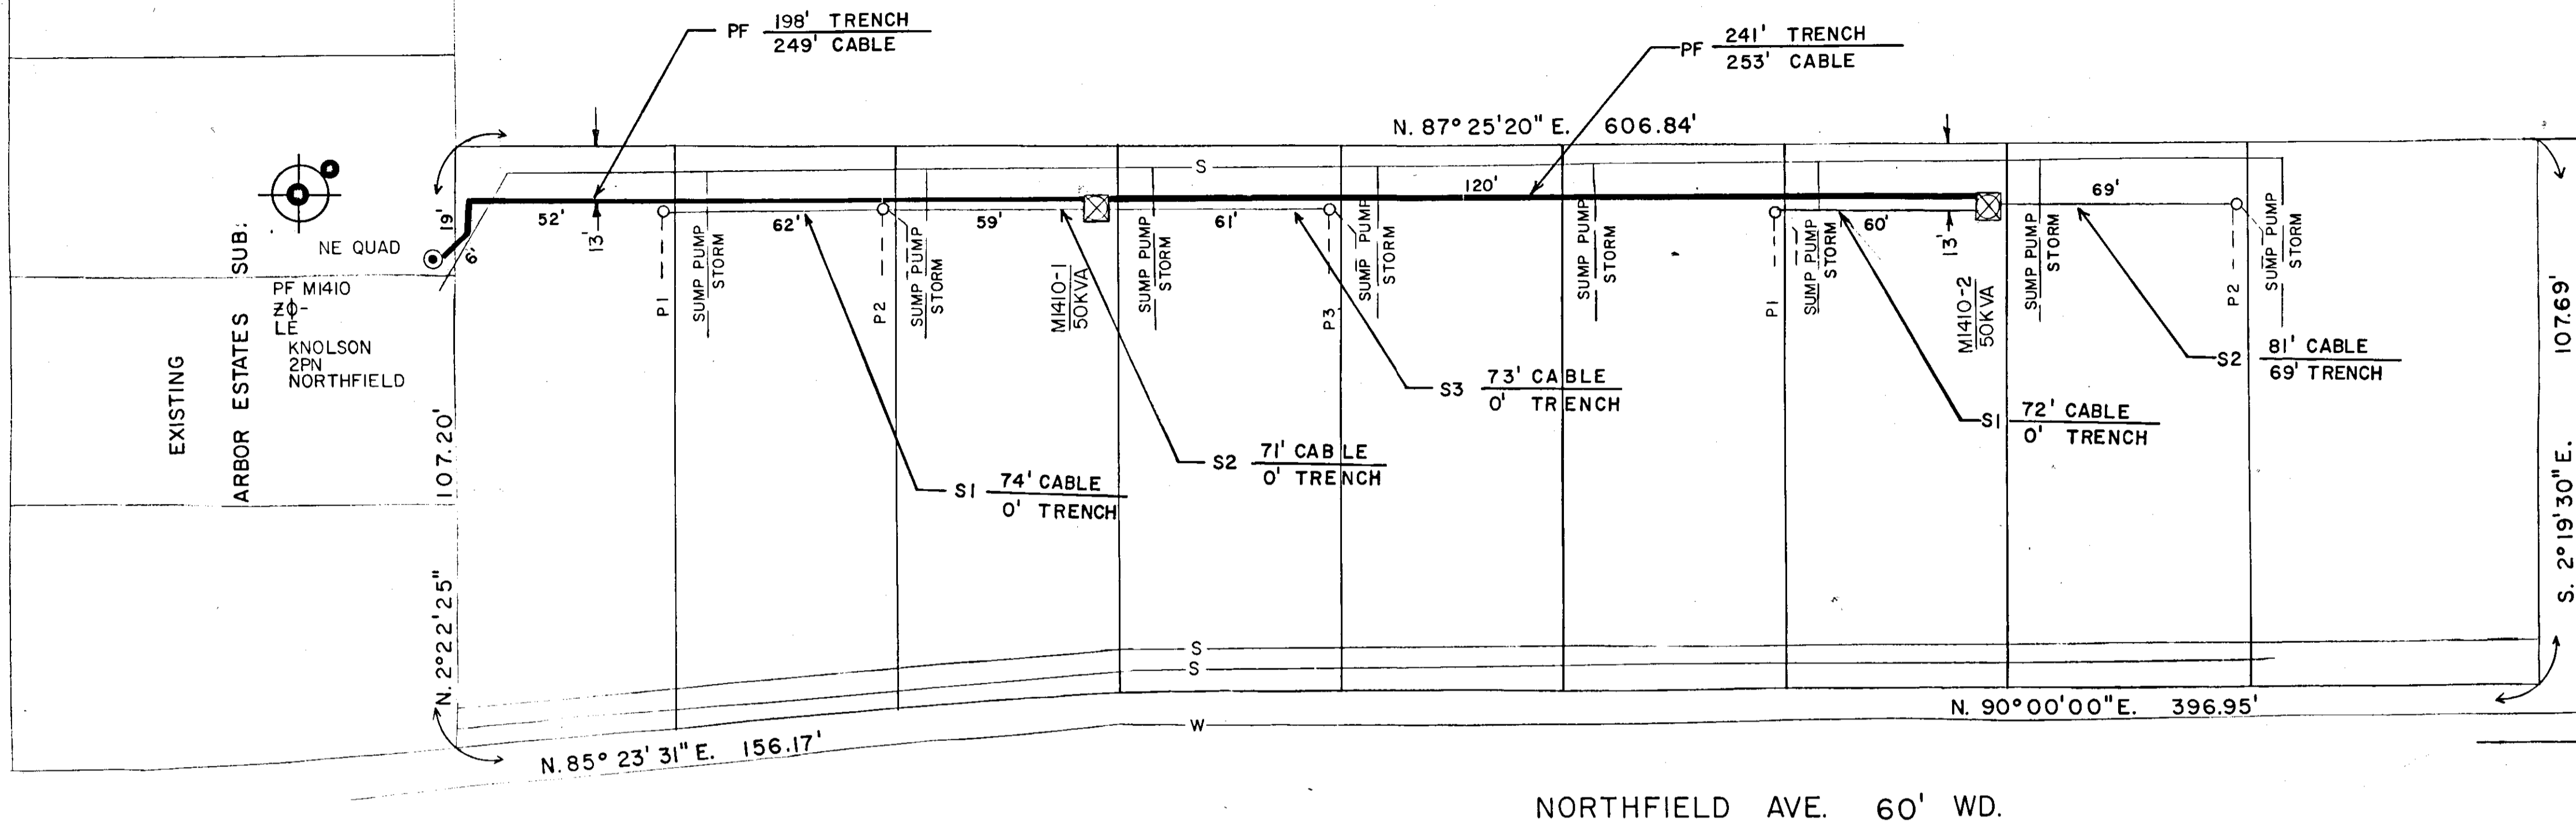 PF 198' TRENCH
249' CABLE
PF 241' TRENCH
253' CABLE
N. 87° 25' 20" E. 606.84'
S
19'
6'
52'
13'
62'
59'
61'
120'
60'
13'
69'
NE QUAD
PF M1410
ZΦ-
LE
KNOLSON
2PN
NORTHFIELD
EXISTING
ARBOR ESTATES SUB.
P1
SUMP PUMP
STORM
P2
SUMP PUMP
STORM
M1410-1
50KVA
SUMP PUMP
STORM
P3
SUMP PUMP
STORM
SUMP PUMP
STORM
P1
SUMP PUMP
STORM
M1410-2
50KVA
SUMP PUMP
STORM
P2
SUMP PUMP
STORM
S1 74' CABLE
0' TRENCH
S2 71' CABLE
0' TRENCH
S3 73' CABLE
0' TRENCH
S1 72' CABLE
0' TRENCH
S2 81' CABLE
69' TRENCH
N. 2° 22' 25" 107.20'
S. 2° 19' 30" E. 107.69'
S
S
W
N. 85° 23' 31" E. 156.17'
N. 90° 00' 00" E. 396.95'
NORTHFIELD AVE. 60' WD.